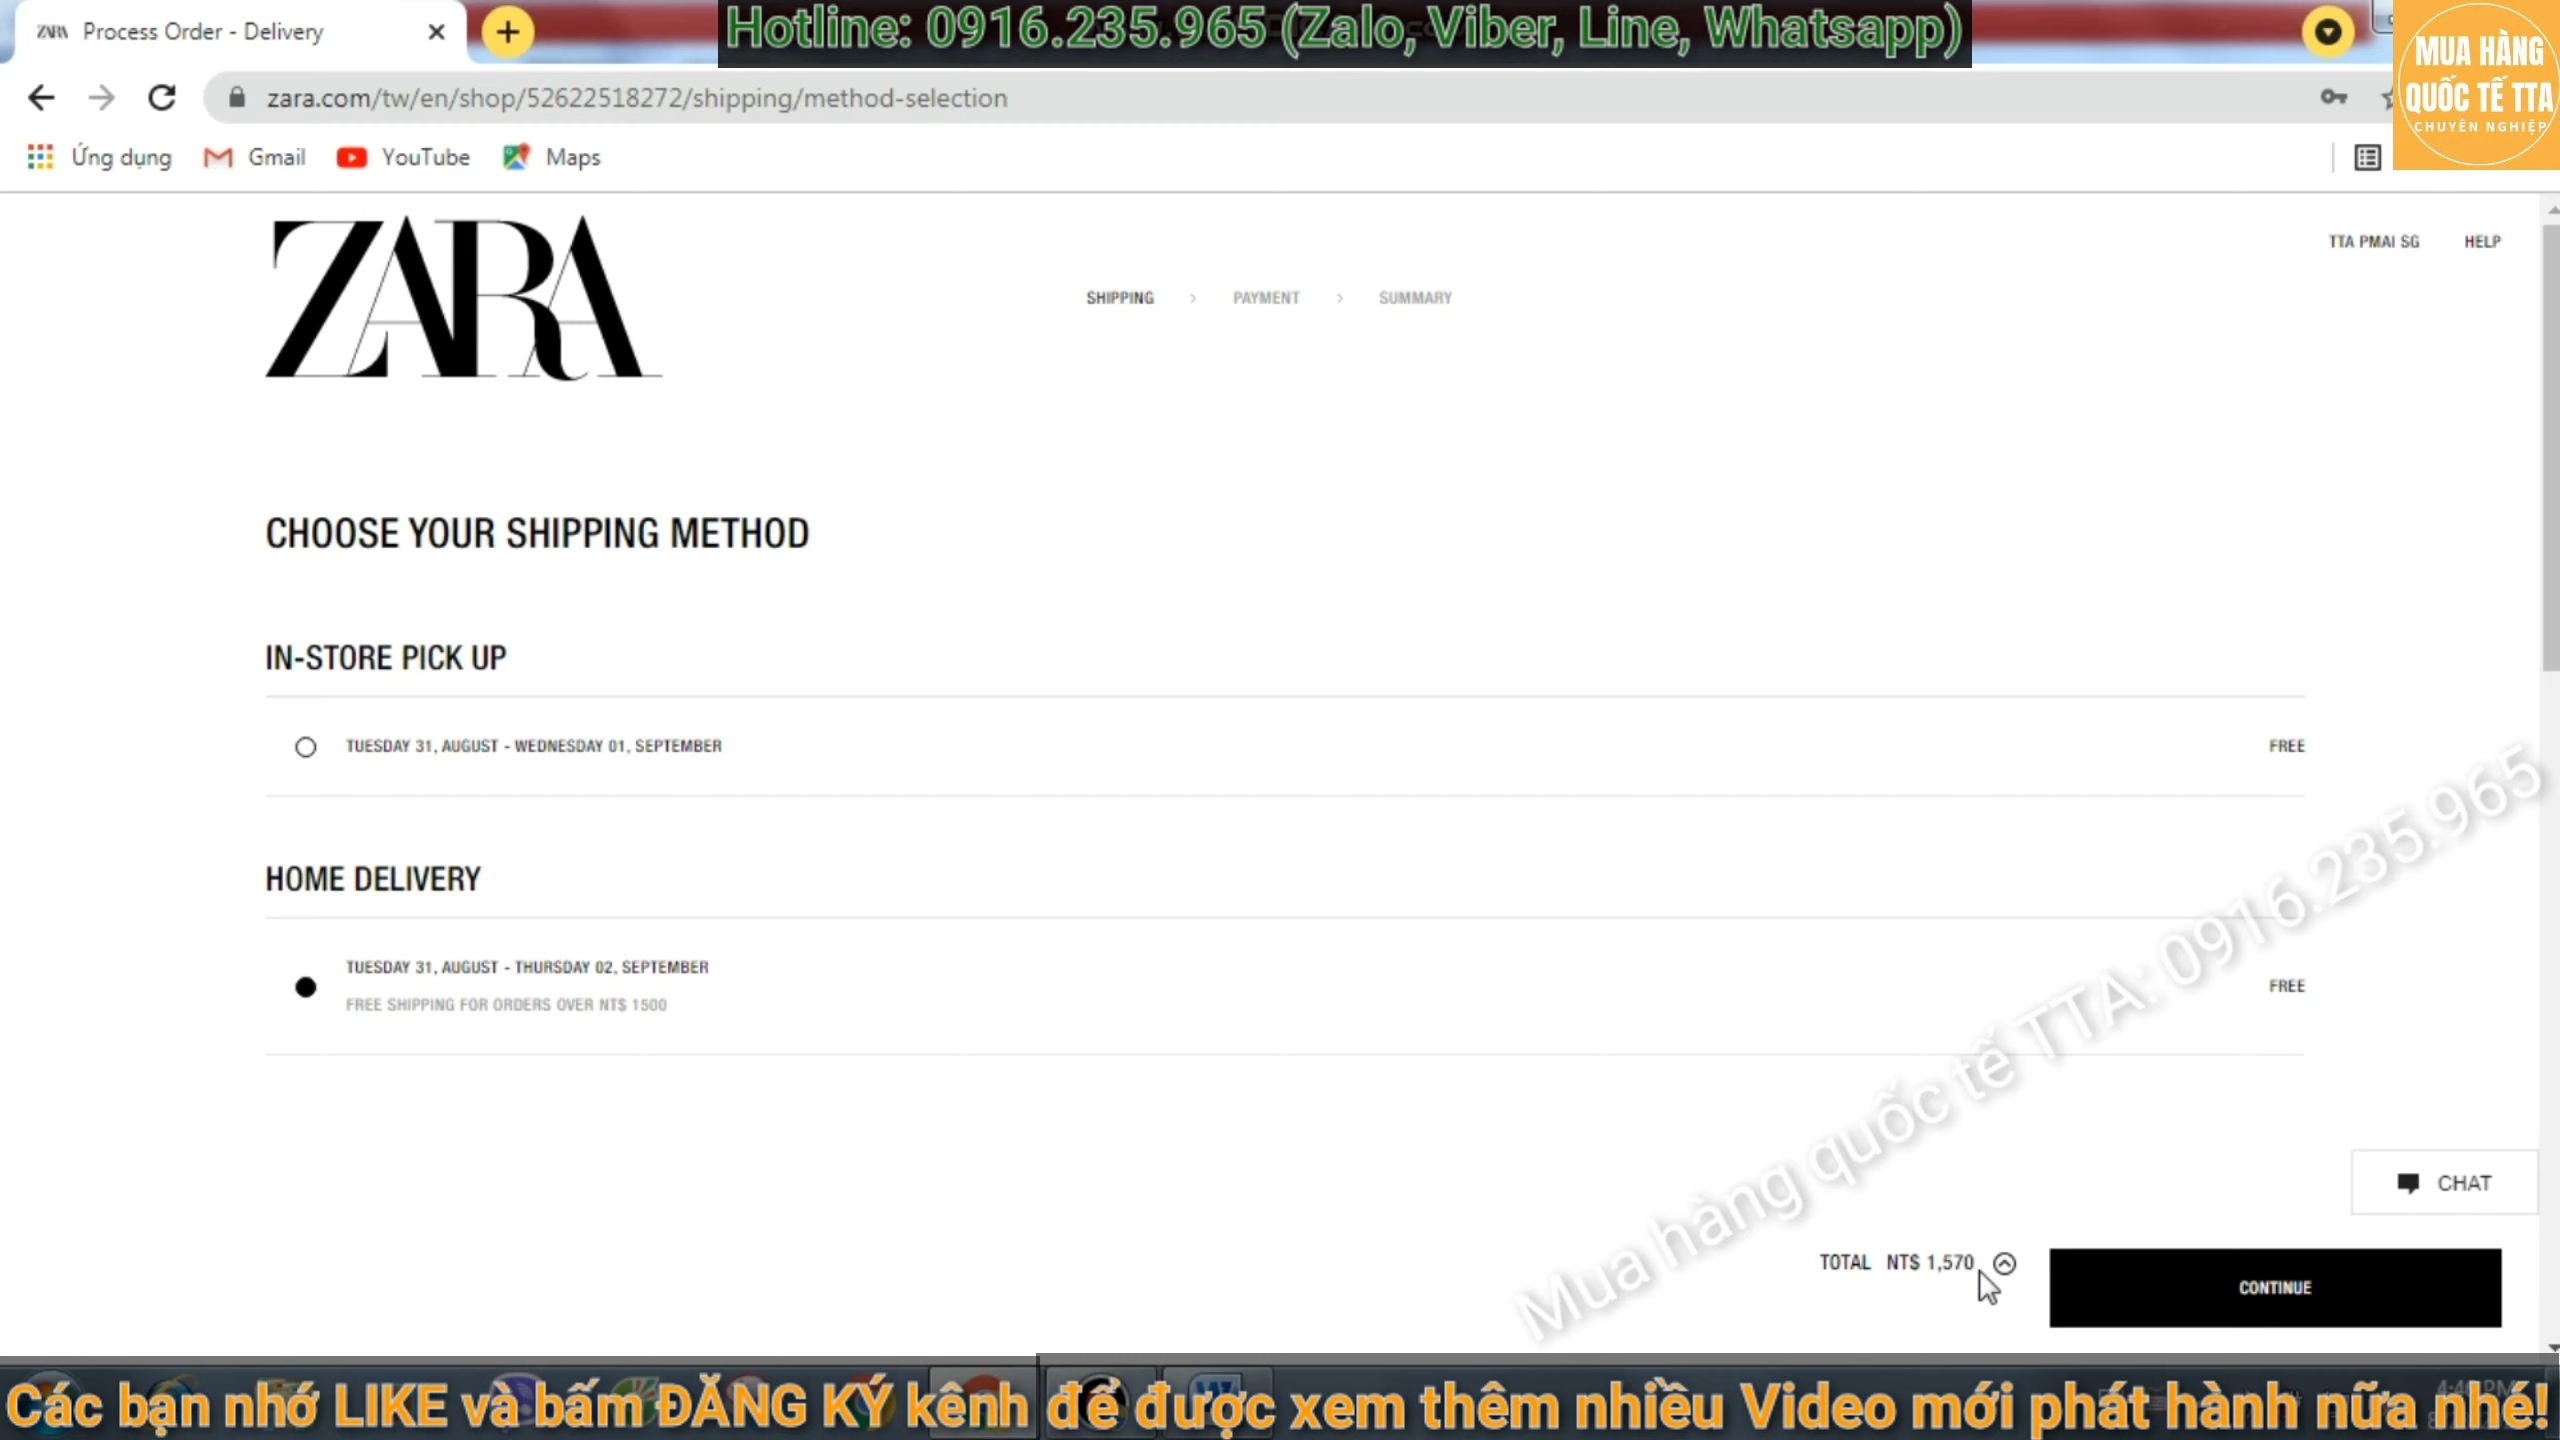 Process Order - Delivery
Hotline: 0916.235.965 (Zalo, Viber, Line, Whatsapp)
MUA HÀNG
QUỐC TẾ TTA
CHUYÊN NGHIỆP
zara.com/tw/en/shop/52622518272/shipping/method-selection
Ứng dụng
Gmail
YouTube
Maps
ZARA
TTA PMAI SG
HELP
SHIPPING > PAYMENT > SUMMARY
CHOOSE YOUR SHIPPING METHOD
IN-STORE PICK UP
TUESDAY 31, AUGUST - WEDNESDAY 01, SEPTEMBER
FREE
HOME DELIVERY
TUESDAY 31, AUGUST - THURSDAY 02, SEPTEMBER
FREE SHIPPING FOR ORDERS OVER NT$ 1500
FREE
Mua hàng quốc tế TTA: 0916.235.965
CHAT
TOTAL NT$ 1,570
CONTINUE
Các bạn nhớ LIKE và bấm ĐĂNG KÝ kênh để được xem thêm nhiều Video mới phát hành nữa nhé!